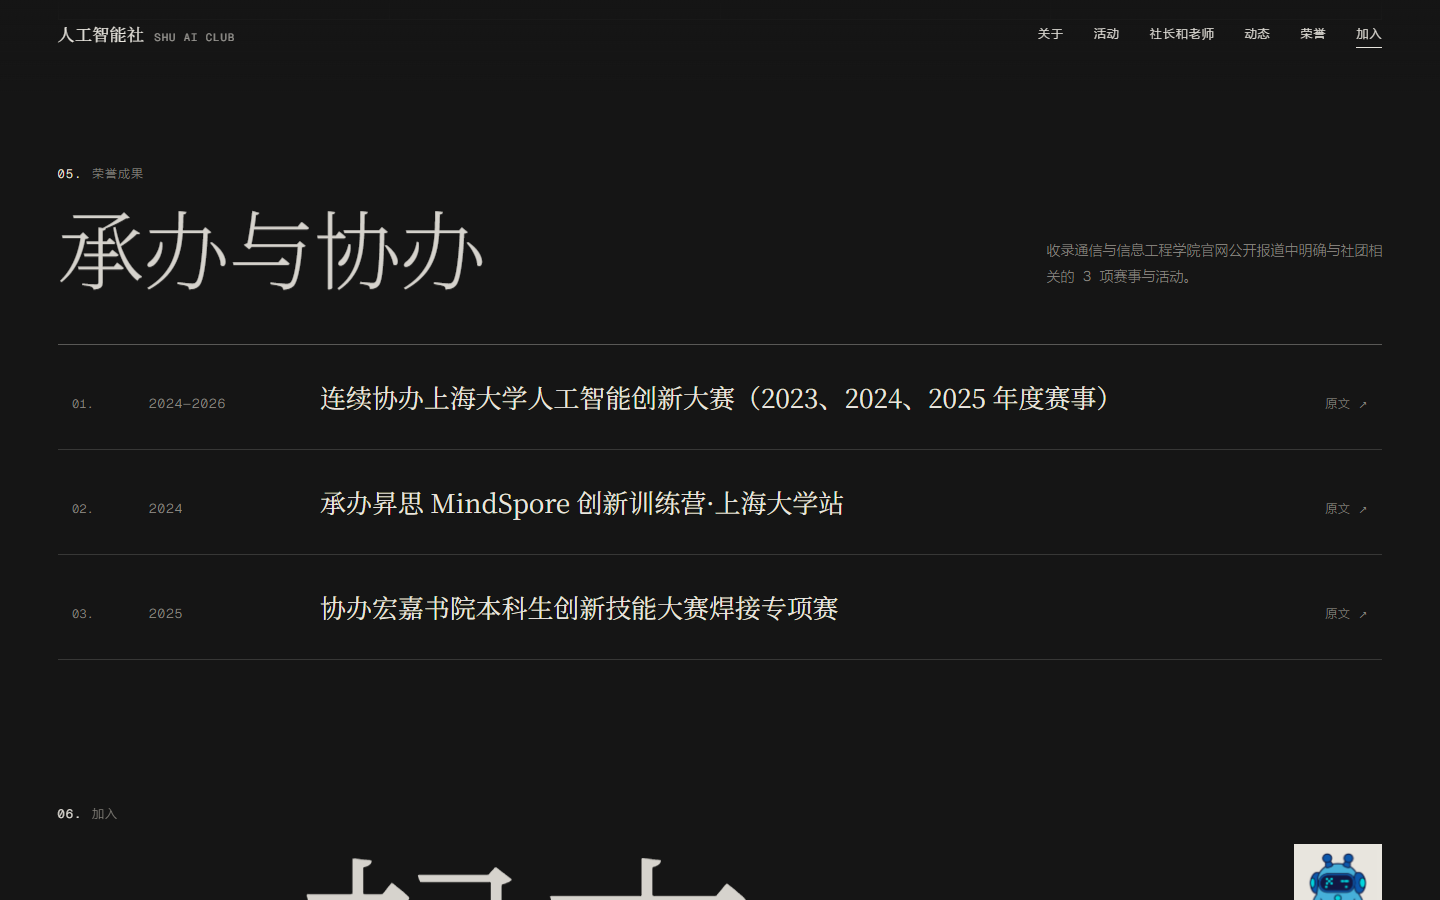 人工智能社 SHU AI CLUB
关于 活动 社长和老师 动态 荣誉 加入
05. 荣誉成果
承办与协办
收录通信与信息工程学院官网公开报道中明确与社团相
关的 3 项赛事与活动。
01. 2024—2026 连续协办上海大学人工智能创新大赛（2023、2024、2025 年度赛事） 原文 ↗
02. 2024 承办昇思 MindSpore 创新训练营·上海大学站 原文 ↗
03. 2025 协办宏嘉书院本科生创新技能大赛焊接专项赛 原文 ↗
06. 加入